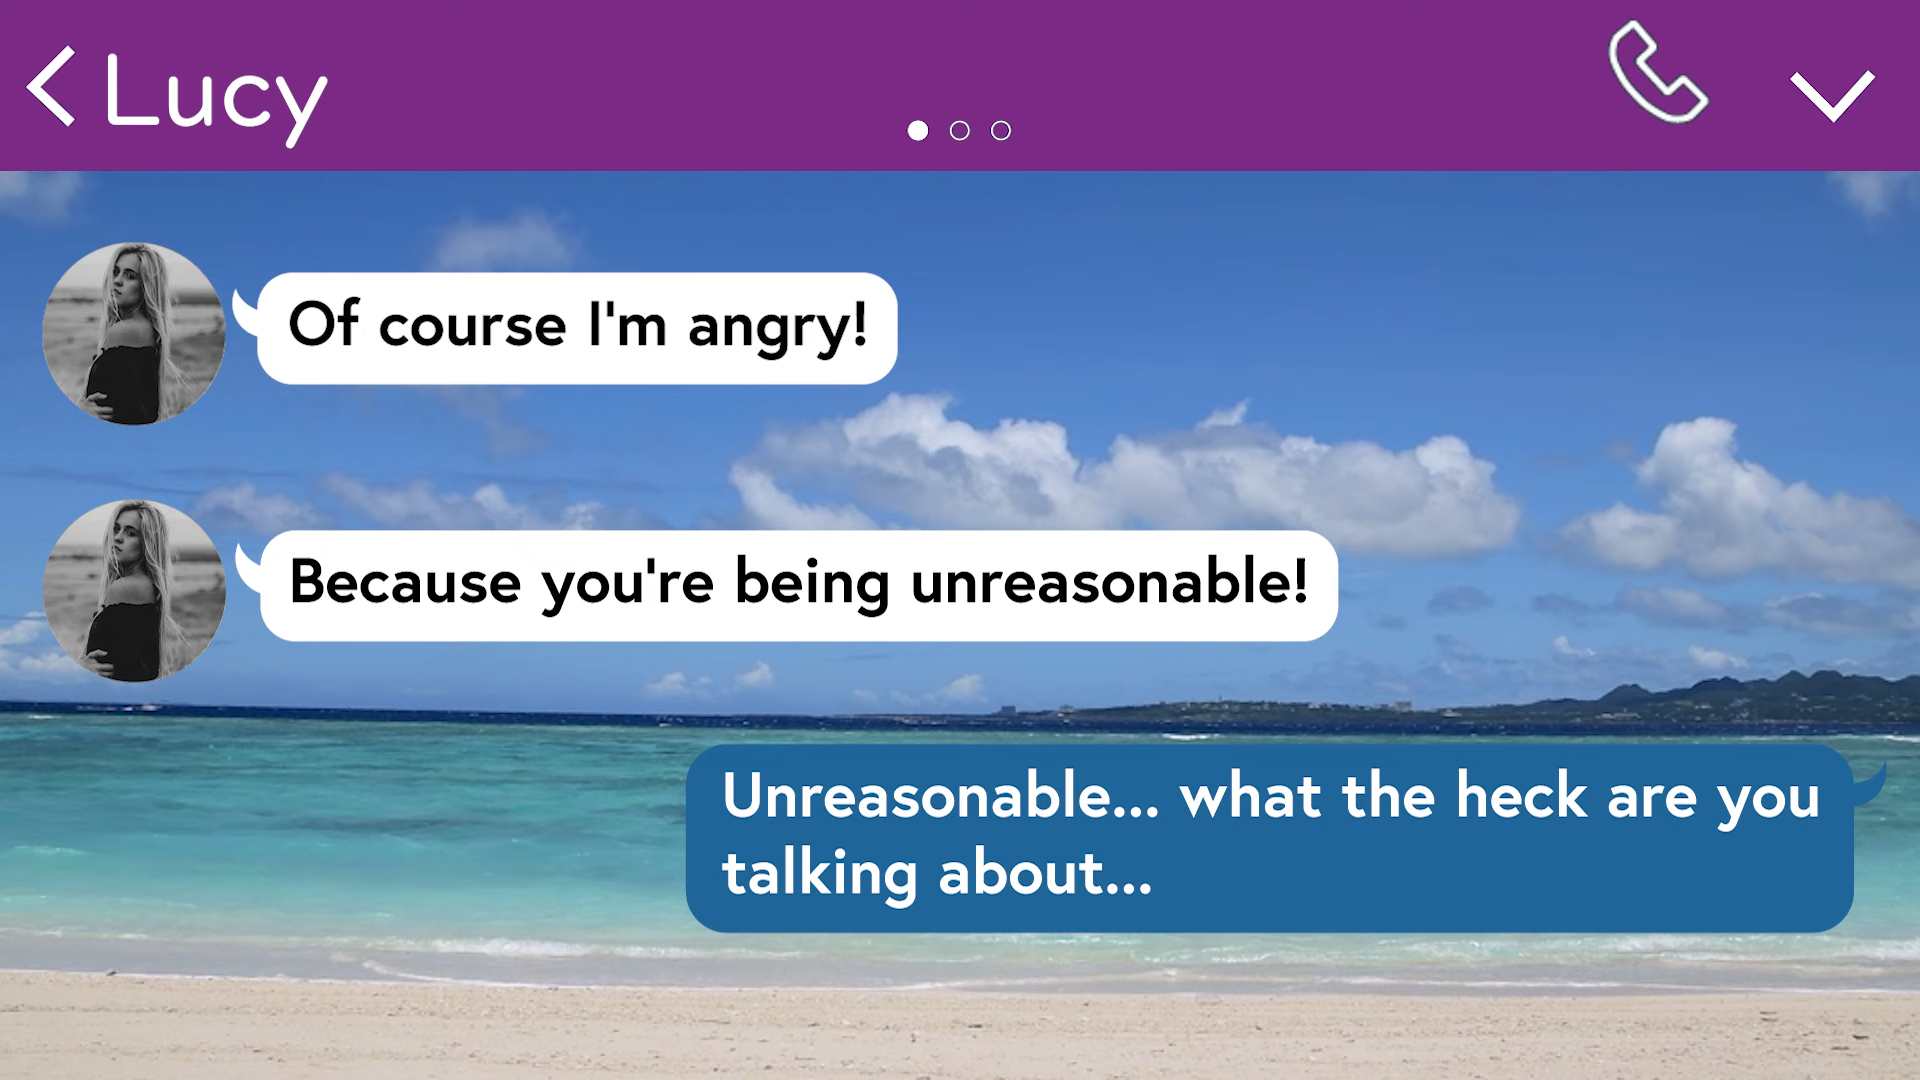 Lucy
Of course I'm angry!
Because you're being unreasonable!
Unreasonable... what the heck are you
talking about...